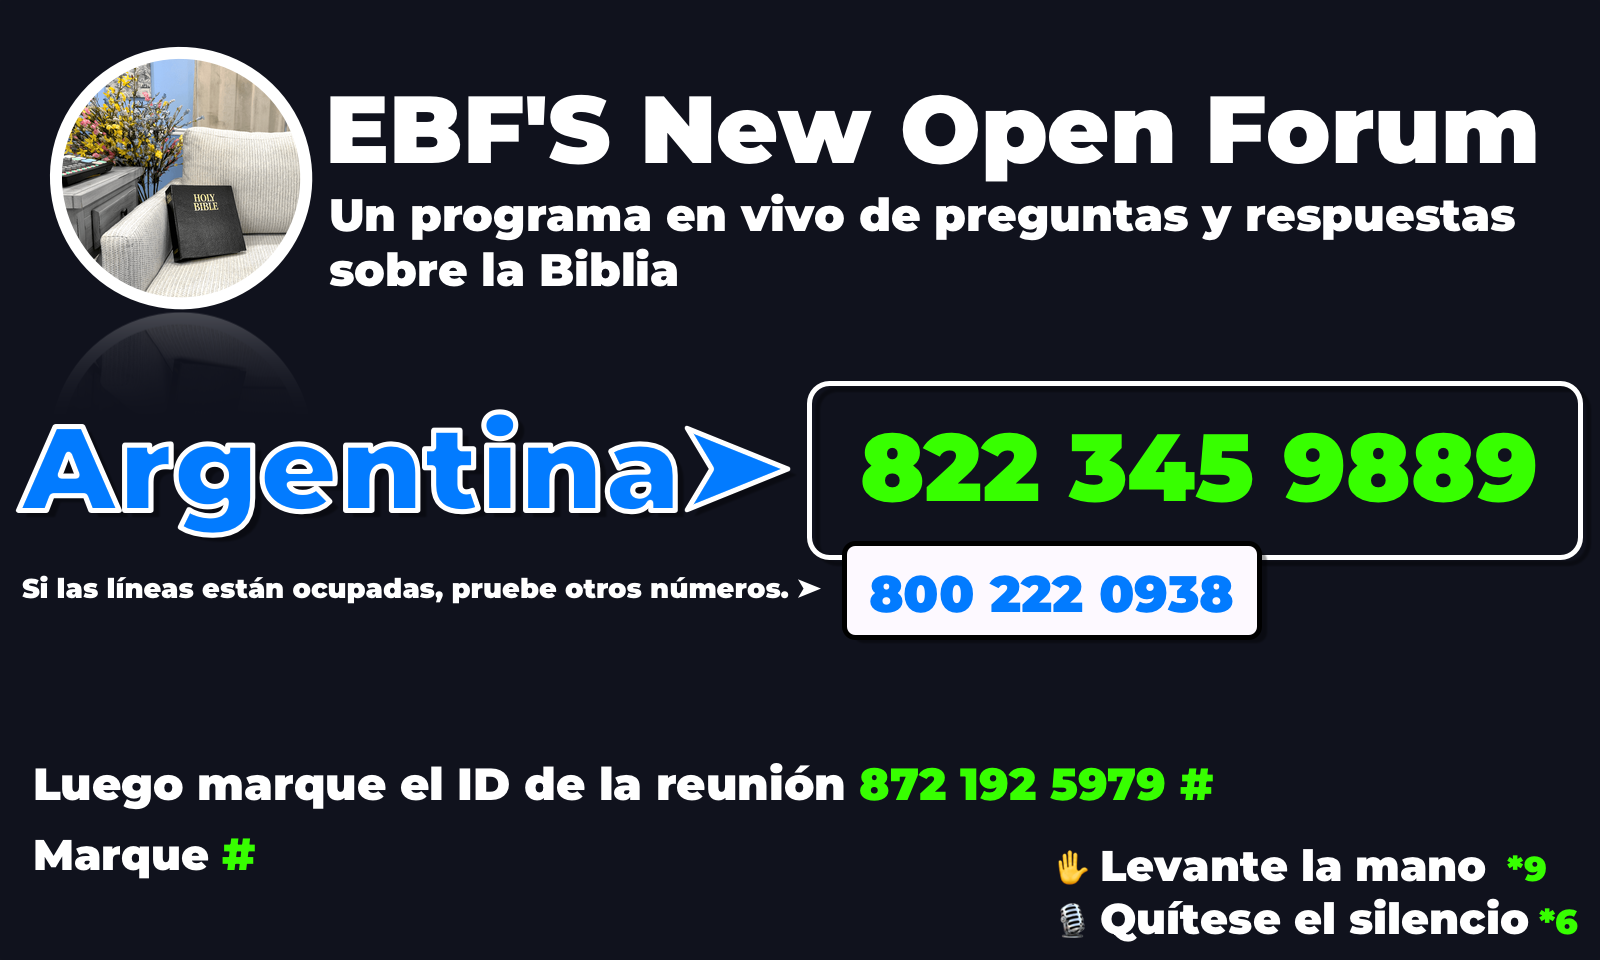 HOLY
BIBLE
EBF'S New Open Forum
Un programa en vivo de preguntas y respuestas
sobre la Biblia
Argentina➤
822 345 9889
Si las líneas están ocupadas, pruebe otros números. ➤
800 222 0938
Luego marque el ID de la reunión 872 192 5979 #
Marque #
✋ Levante la mano *9
🎙 Quítese el silencio *6